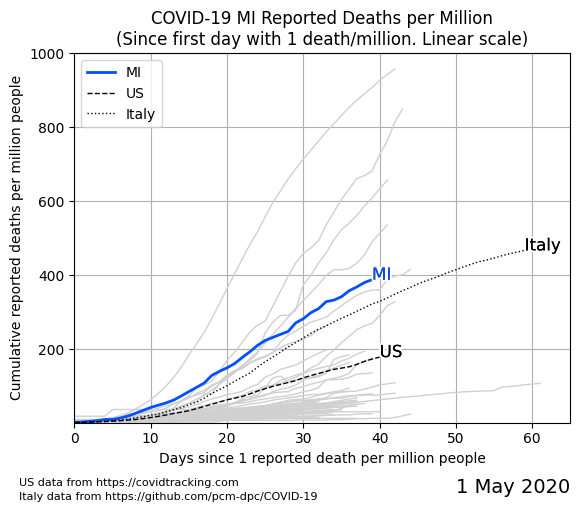 COVID-19 MI Reported Deaths per Million
(Since first day with 1 death/million. Linear scale)
1000
800
600
400
200
Cumulative reported deaths per million people
MI
US
Italy
Italy
MI
US
0 10 20 30 40 50 60
Days since 1 reported death per million people
US data from https://covidtracking.com
Italy data from https://github.com/pcm-dpc/COVID-19
1 May 2020